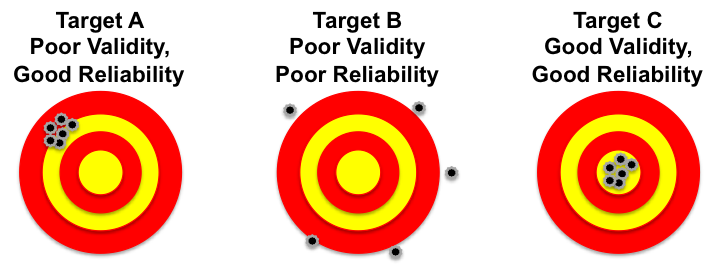 Target A
Poor Validity,
Good Reliability
Target B
Poor Validity
Poor Reliability
Target C
Good Validity,
Good Reliability